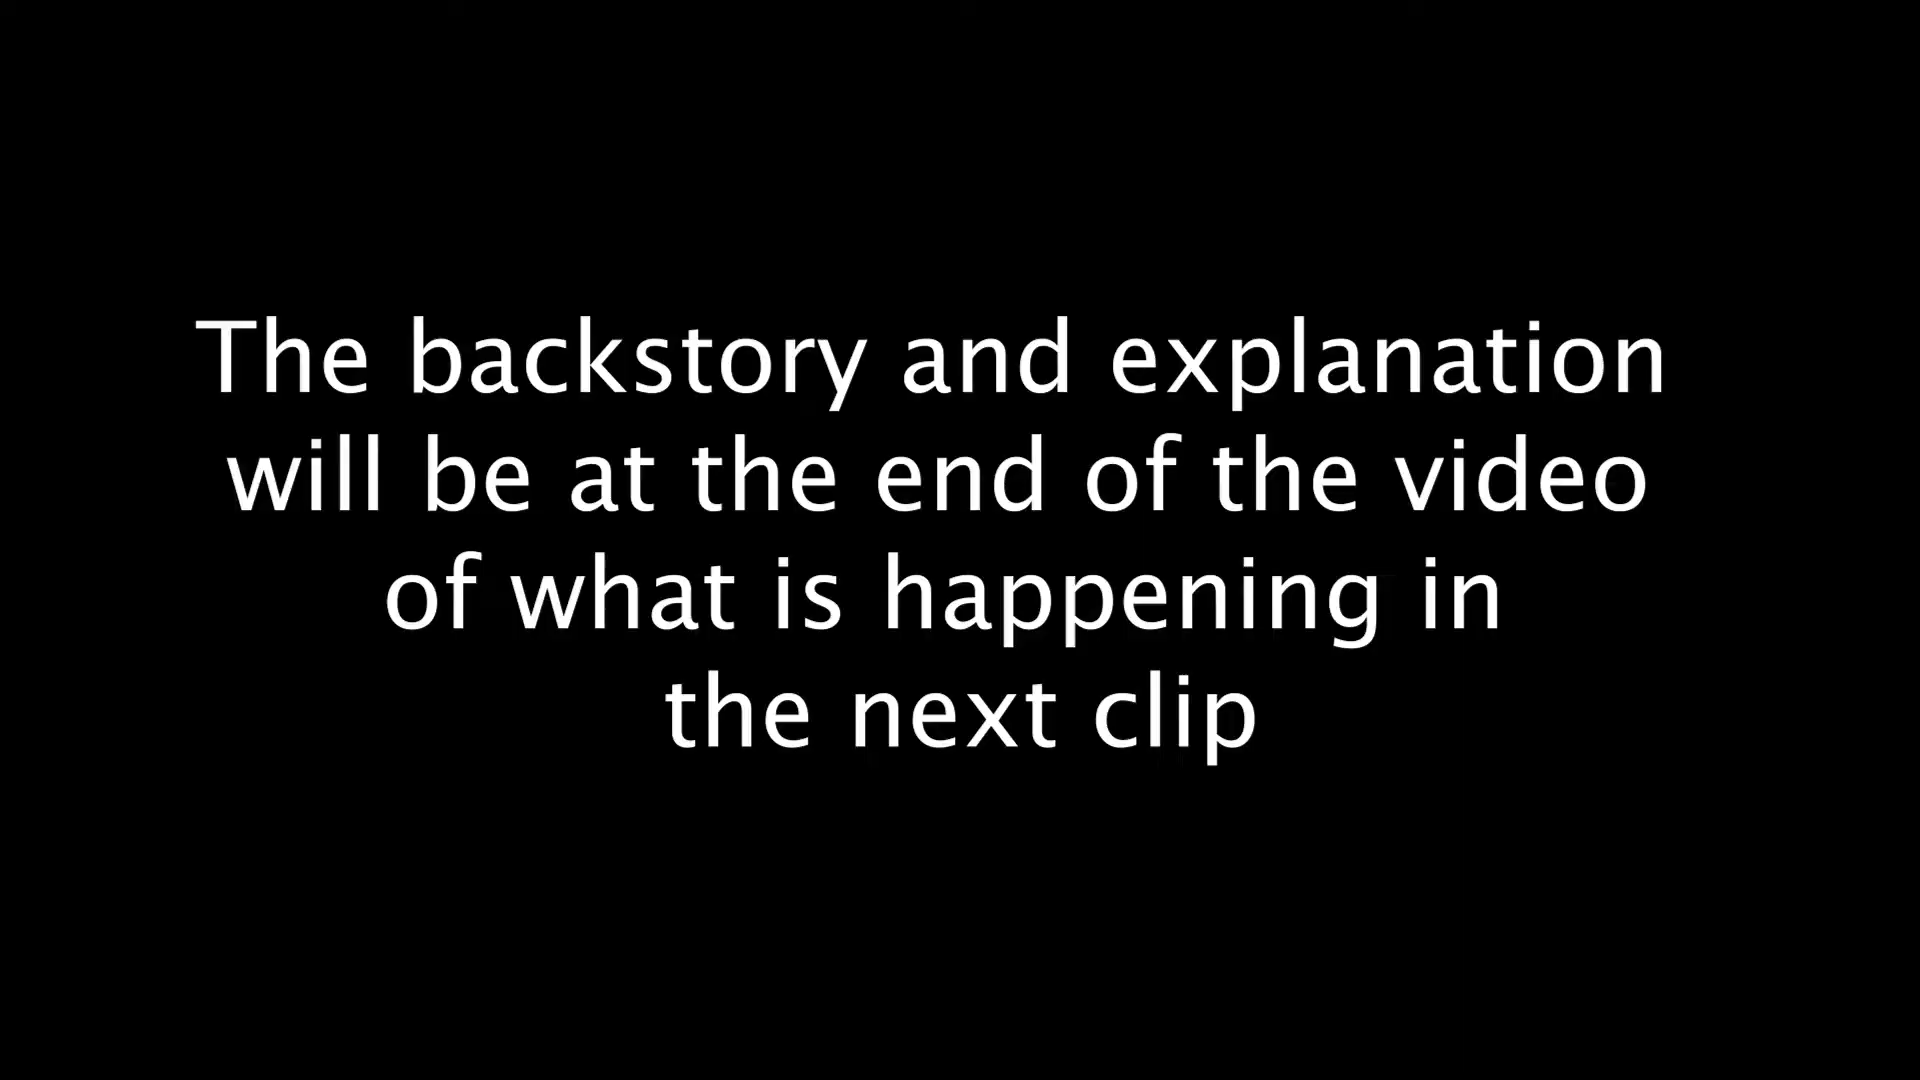 The backstory and explanation
will be at the end of the video
of what is happening in
the next clip